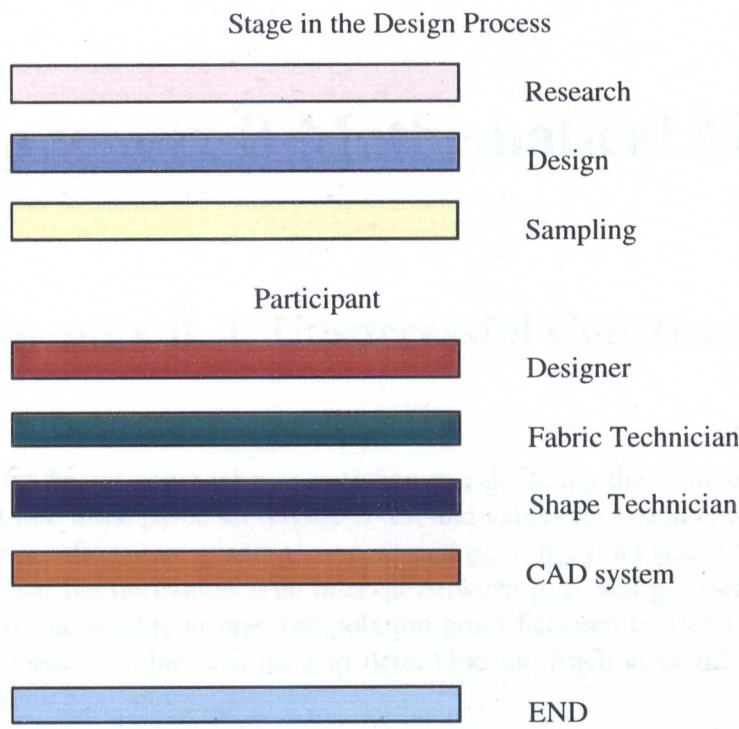 Stage in the Design Process
Research
Design
Sampling
Participant
Designer
Fabric Technician
Shape Technician
CAD system
END